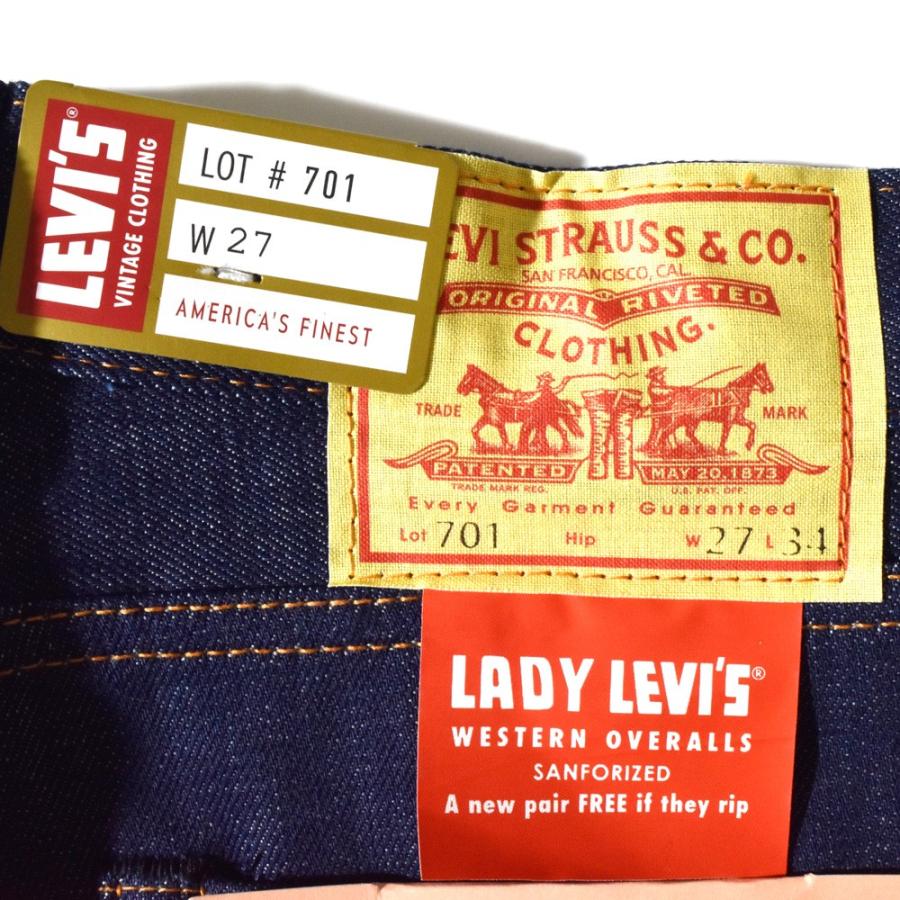 LEVI'S®
VINTAGE CLOTHING
LOT # 701
W 27
AMERICA'S FINEST
EVI STRAUSS & CO.
SAN FRANCISCO, CAL.
ORIGINAL RIVETED
CLOTHING.
TRADE MARK
PATENTED MAY 20, 1873
TRADE MARK REG. U.S. PAT. OFF.
Every Garment Guaranteed
Lot 701 Hip W 27 L 34
LADY LEVI'S®
WESTERN OVERALLS
SANFORIZED
A new pair FREE if they rip